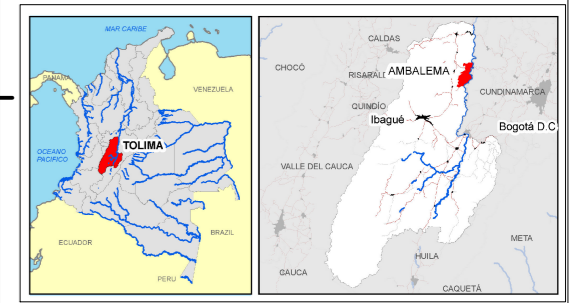 MAR CARIBE
PANAMÁ
VENEZUELA
TOLIMA
OCEANO
PACIFICO
BRAZIL
ECUADOR
PERU
CALDAS
CHOCÓ
RISARALDA
AMBALEMA
CUNDINAMARCA
QUINDÍO
Ibagué
Bogotá D.C
VALLE DEL CAUCA
META
HUILA
CAUCA
CAQUETÁ